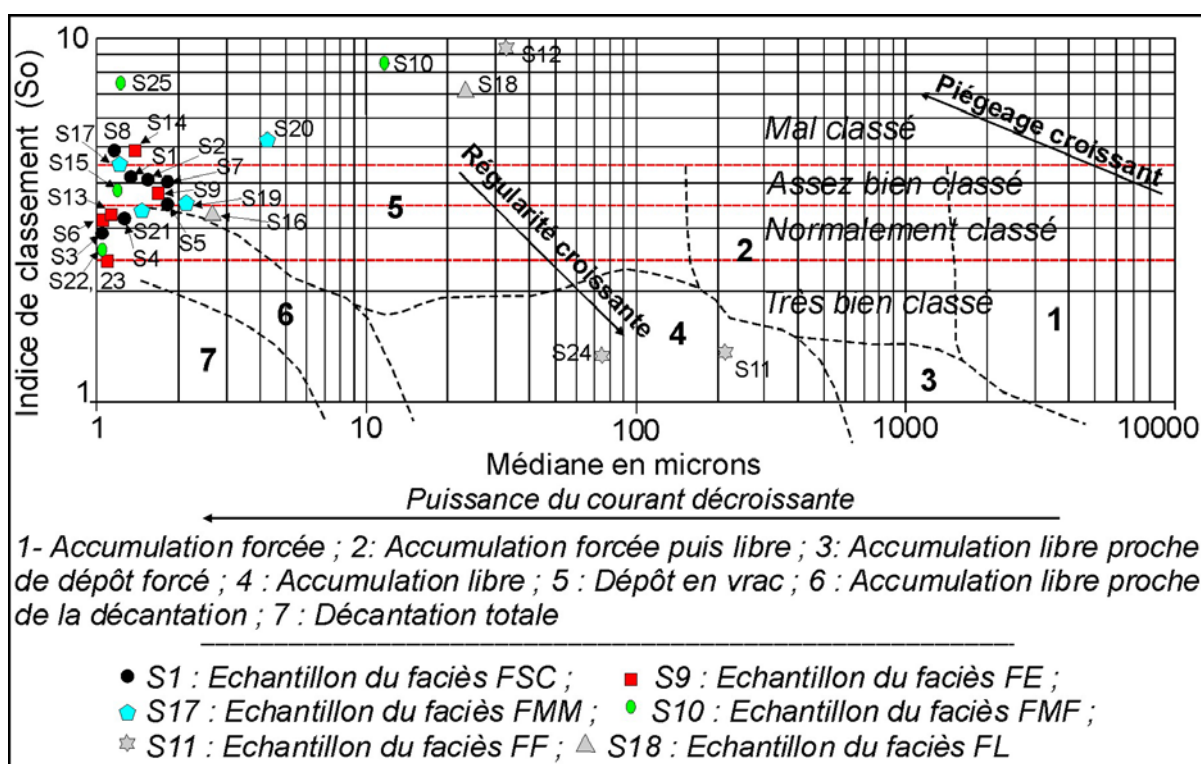 10
S10
S12
S25
S18
Mal classé
Piégeage croissant
S17 S8 S14
S20
S2
S15 S1 S7
Assez bien classé
Régularité croissante
S13 S9 S19
5
S16
Normalement classé
S6 S21 S5
2
S3 S4
S22, 23
Très bien classé
6
4
1
7
S24
S11
3
1
Indice de classement (So)
1 10 100 1000 10000
Médiane en microns
Puissance du courant décroissante
1- Accumulation forcée ; 2: Accumulation forcée puis libre ; 3: Accumulation libre proche
de dépôt forcé ; 4 : Accumulation libre ; 5 : Dépôt en vrac ; 6 : Accumulation libre proche
de la décantation ; 7 : Décantation totale
S1 : Echantillon du faciès FSC ; S9 : Echantillon du faciès FE ;
S17 : Echantillon du faciès FMM ; S10 : Echantillon du faciès FMF ;
S11 : Echantillon du faciès FF ; S18 : Echantillon du faciès FL